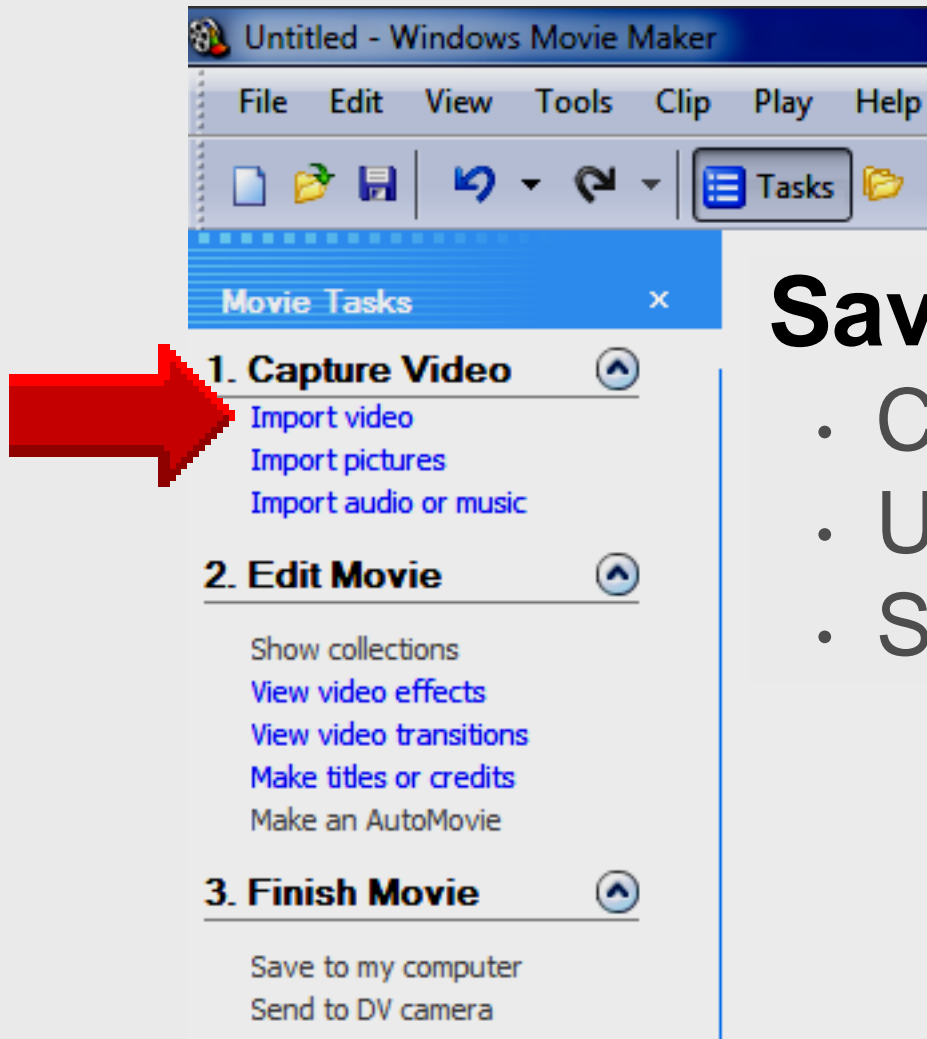 Untitled - Windows Movie Maker
File Edit View Tools Clip Play Help
Tasks
Movie Tasks x
1. Capture Video
Import video
Import pictures
Import audio or music
2. Edit Movie
Show collections
View video effects
View video transitions
Make titles or credits
Make an AutoMovie
3. Finish Movie
Save to my computer
Send to DV camera
Sav
• C
• U
• S